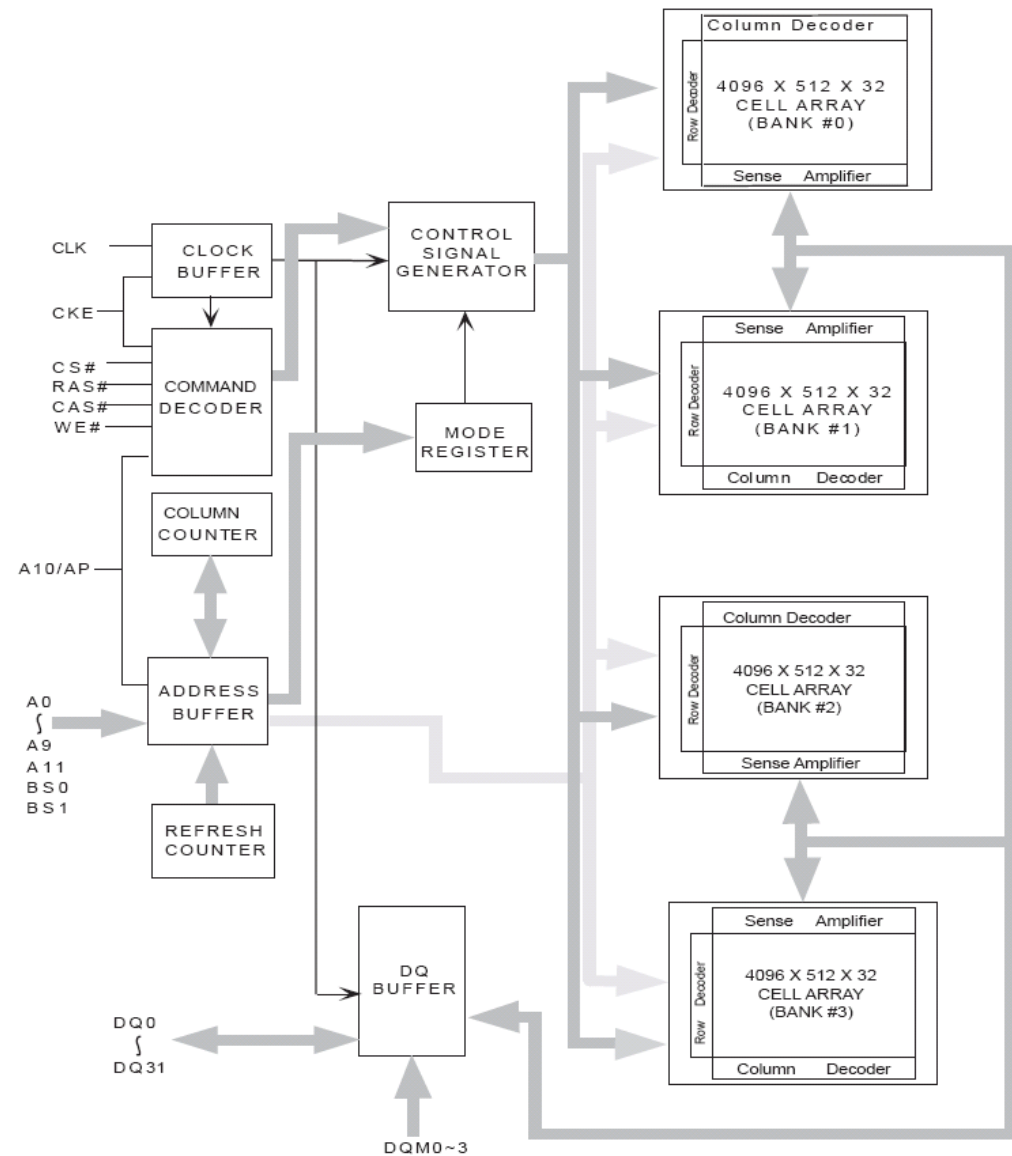 Column Decoder
Row Decoder
4096 X 512 X 32
CELL ARRAY
(BANK #0)
Sense Amplifier
CLK
CLOCK
BUFFER
CONTROL
SIGNAL
GENERATOR
CKE
CS#
RAS#
CAS#
WE#
COMMAND
DECODER
MODE
REGISTER
Sense Amplifier
Row Decoder
4096 X 512 X 32
CELL ARRAY
(BANK #1)
Column Decoder
COLUMN
COUNTER
A10/AP
ADDRESS
BUFFER
A0
A9
A11
BS0
BS1
REFRESH
COUNTER
Column Decoder
Row Decoder
4096 X 512 X 32
CELL ARRAY
(BANK #2)
Sense Amplifier
DQ
BUFFER
DQ0
DQ31
DQM0~3
Sense Amplifier
Row Decoder
4096 X 512 X 32
CELL ARRAY
(BANK #3)
Column Decoder